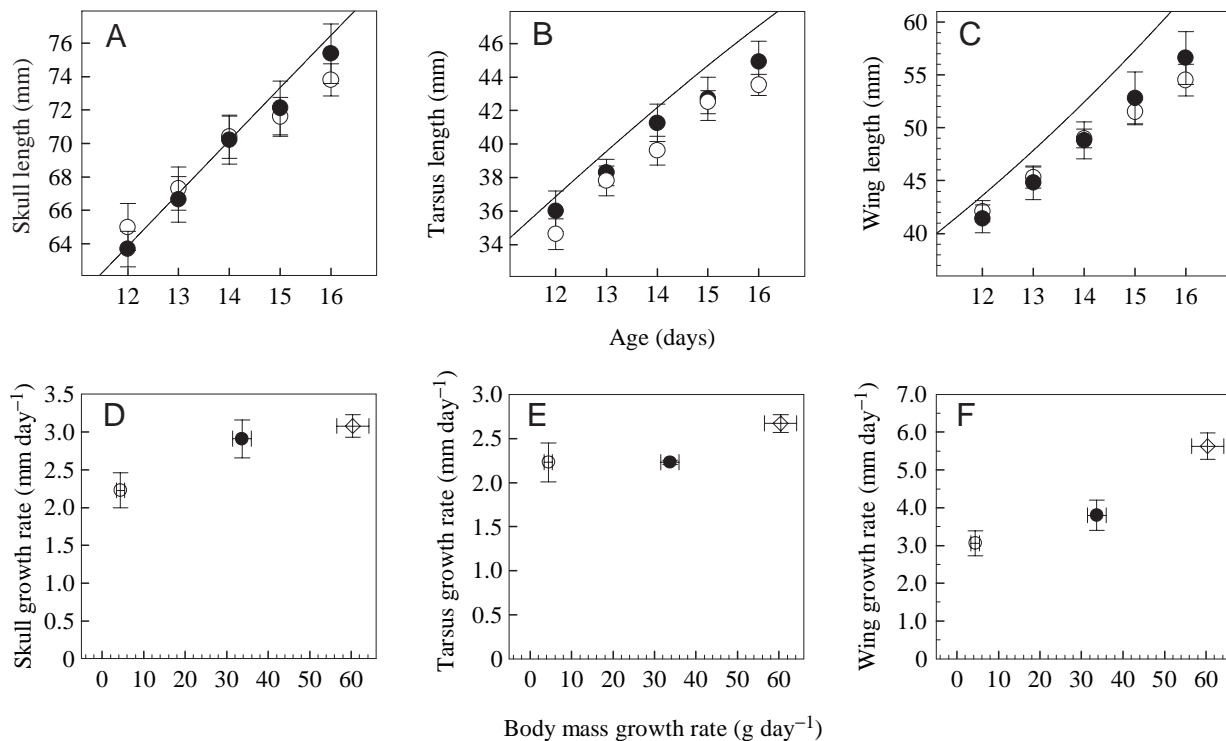 A
Skull length (mm)
76
74
72
70
68
66
64
12 13 14 15 16
B
Tarsus length (mm)
46
44
42
40
38
36
34
12 13 14 15 16
C
Wing length (mm)
60
55
50
45
40
12 13 14 15 16
Age (days)
D
Skull growth rate (mm day−1)
3.5
3.0
2.5
2.0
1.5
1.0
0.5
0
0 10 20 30 40 50 60
E
Tarsus growth rate (mm day−1)
3.0
2.5
2.0
1.5
1.0
0.5
0
0 10 20 30 40 50 60
F
Wing growth rate (mm day−1)
7.0
6.0
5.0
4.0
3.0
2.0
1.0
0
0 10 20 30 40 50 60
Body mass growth rate (g day−1)